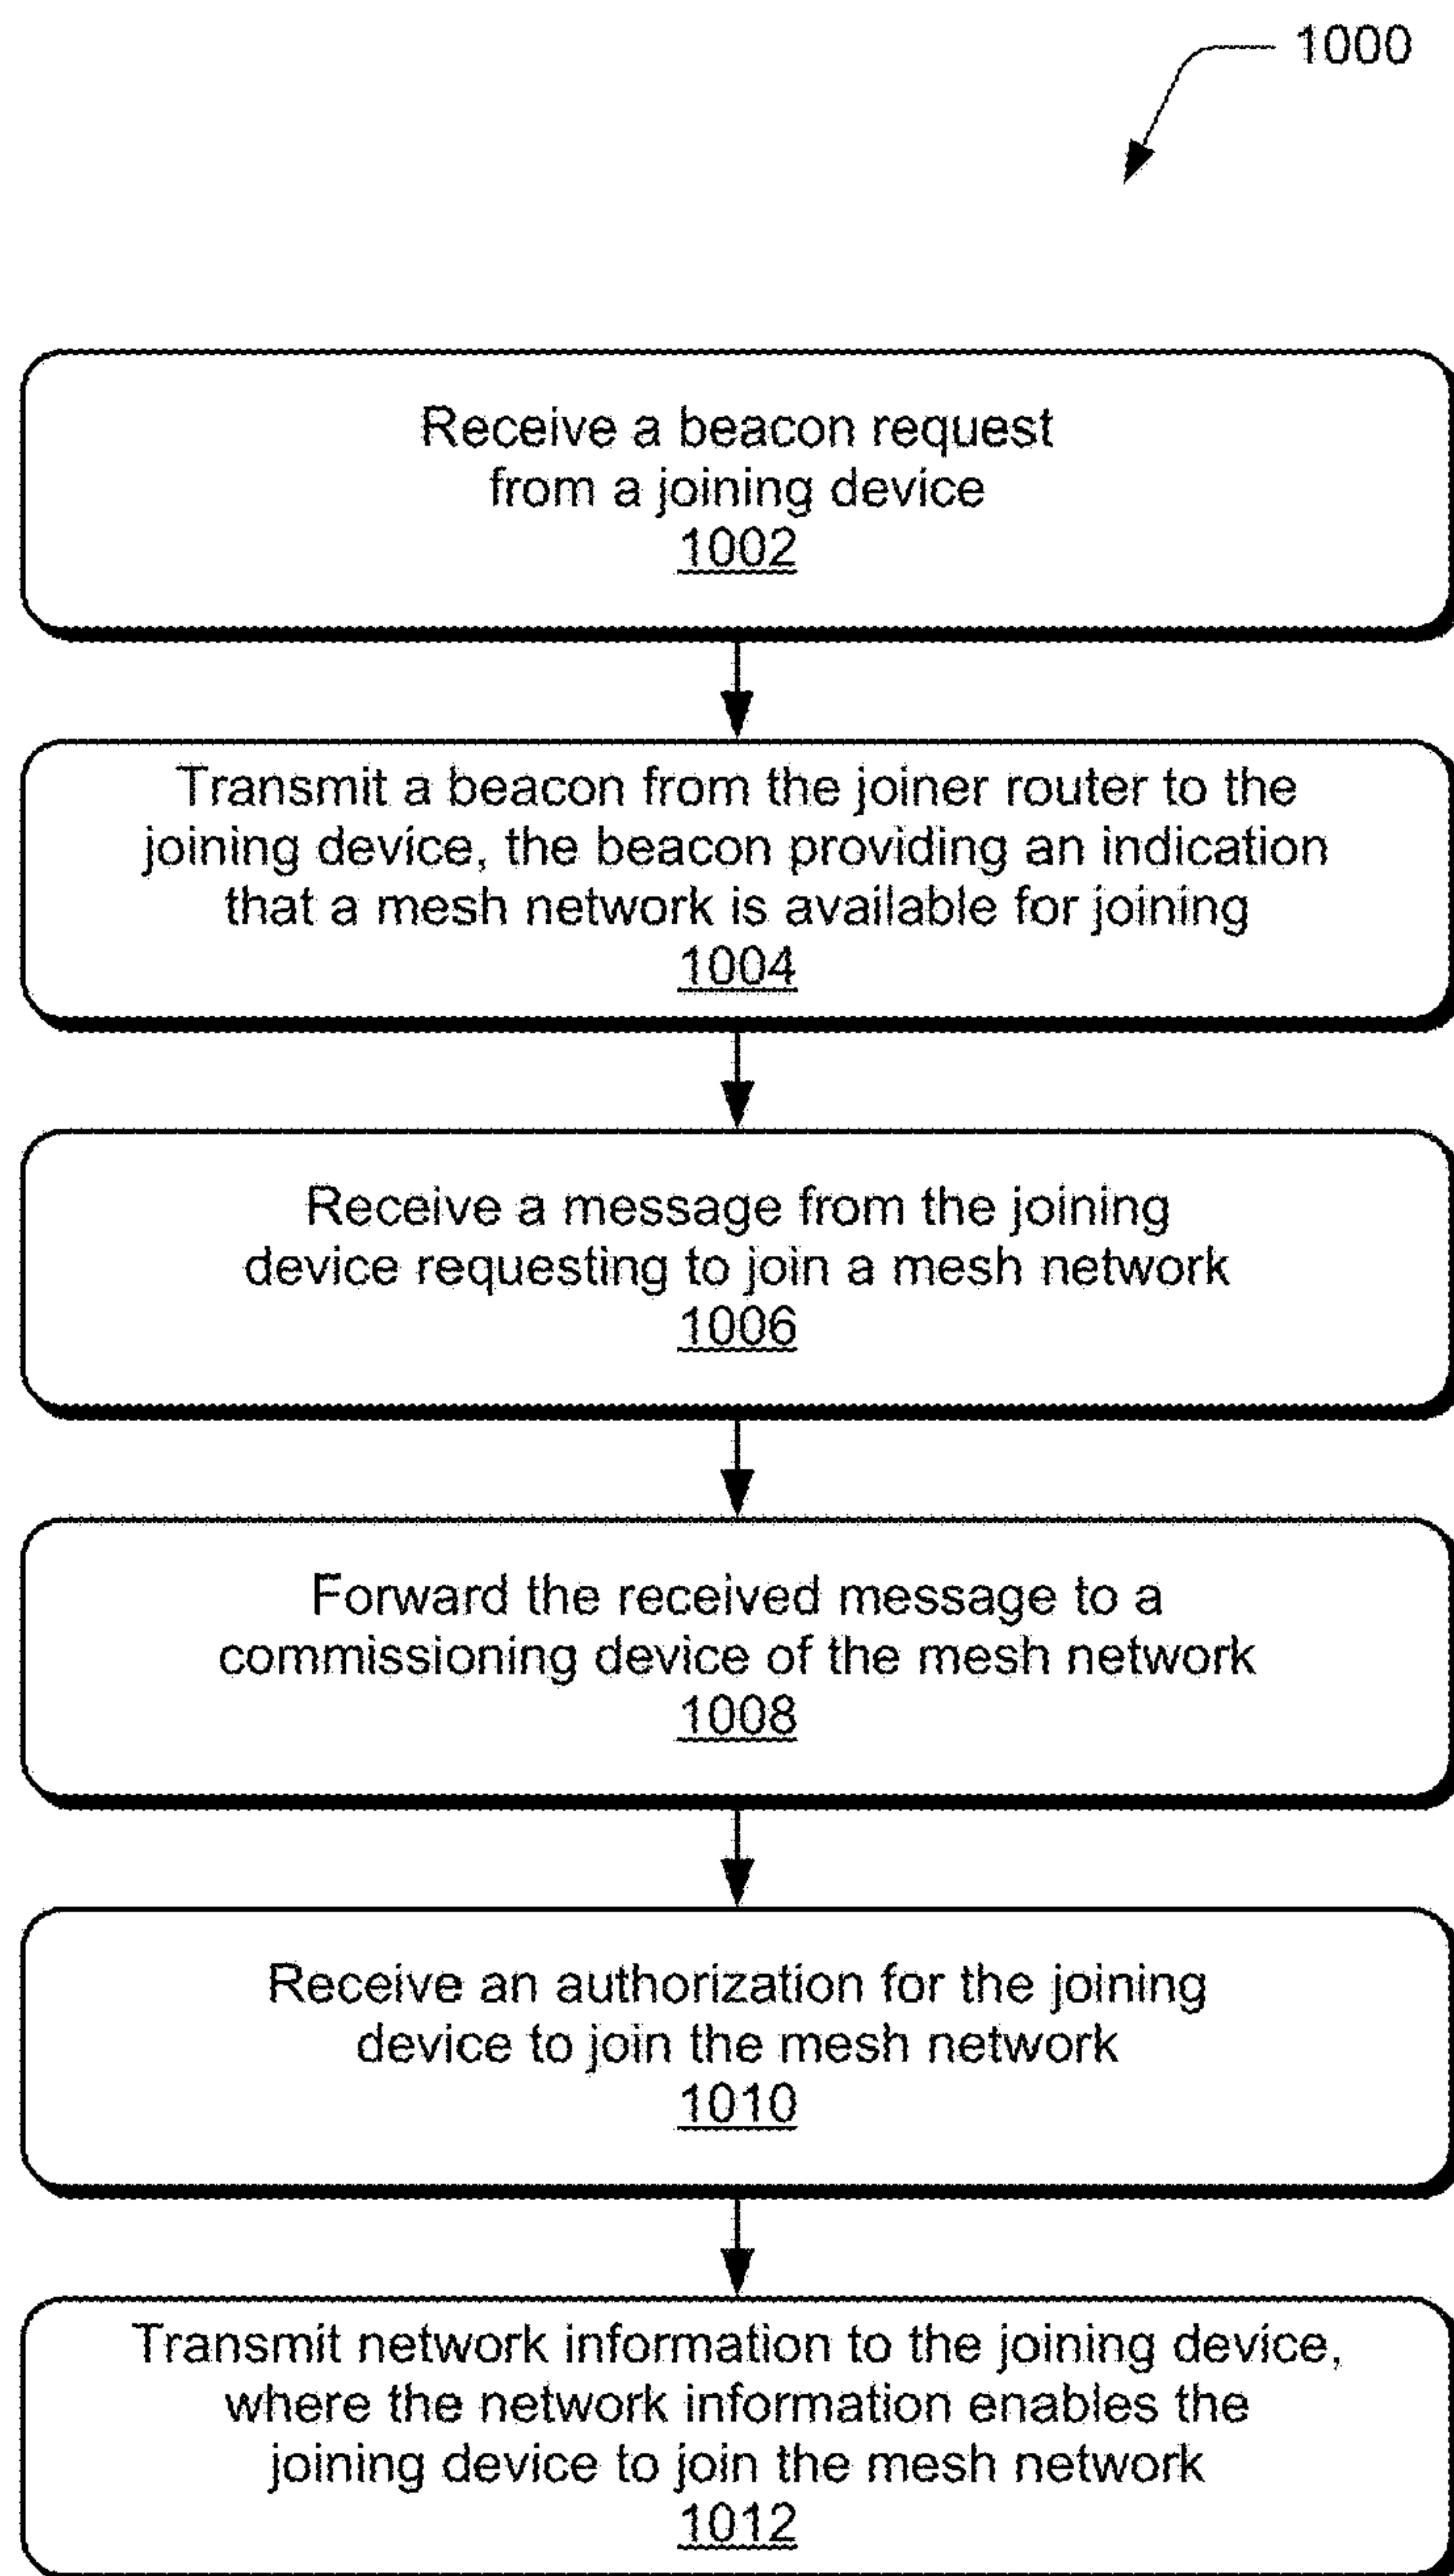 1000
Receive a beacon request
from a joining device
1002
Transmit a beacon from the joiner router to the
joining device, the beacon providing an indication
that a mesh network is available for joining
1004
Receive a message from the joining
device requesting to join a mesh network
1006
Forward the received message to a
commissioning device of the mesh network
1008
Receive an authorization for the joining
device to join the mesh network
1010
Transmit network information to the joining device,
where the network information enables the
joining device to join the mesh network
1012